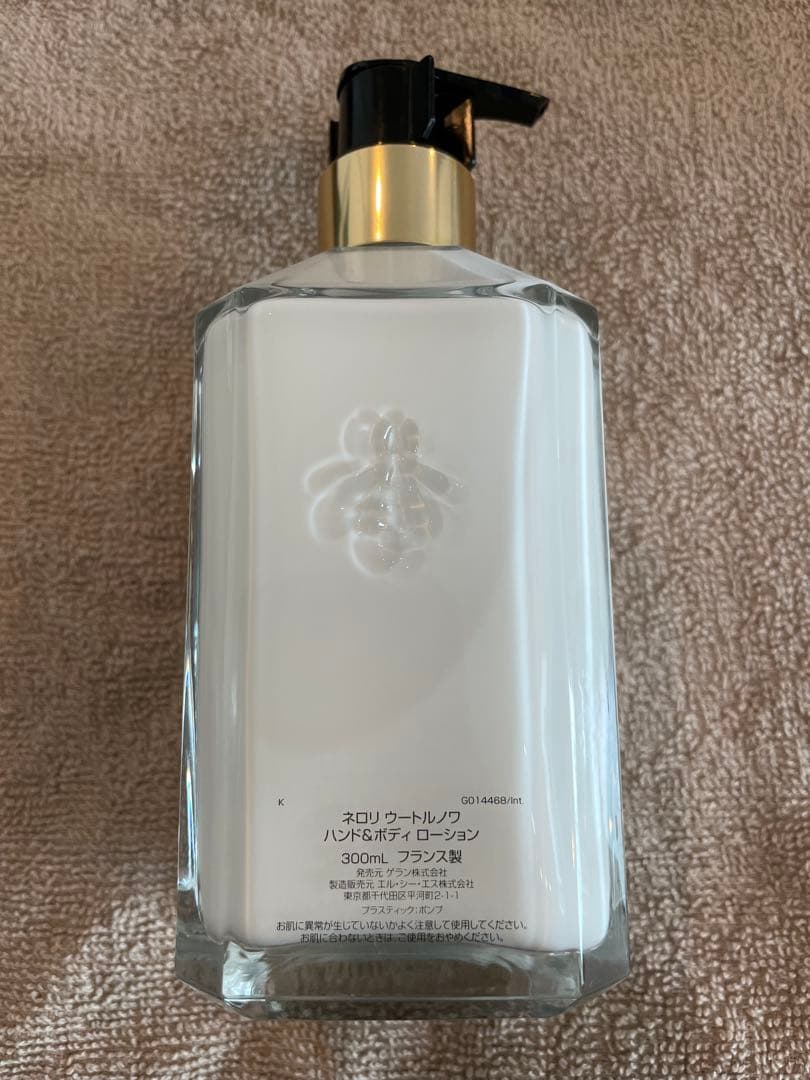 K G014468/Int.
ネロリ ウートルノワ
ハンド&ボディ ローション
300mL フランス製
発売元 ゲラン株式会社
製造販売元 エル・シー・エス株式会社
東京都千代田区平河町2-1-1
プラスティック:ポンプ
お肌に異常が生じていないかよく注意して使用してください。
お肌に合わないときは、ご使用をおやめください。